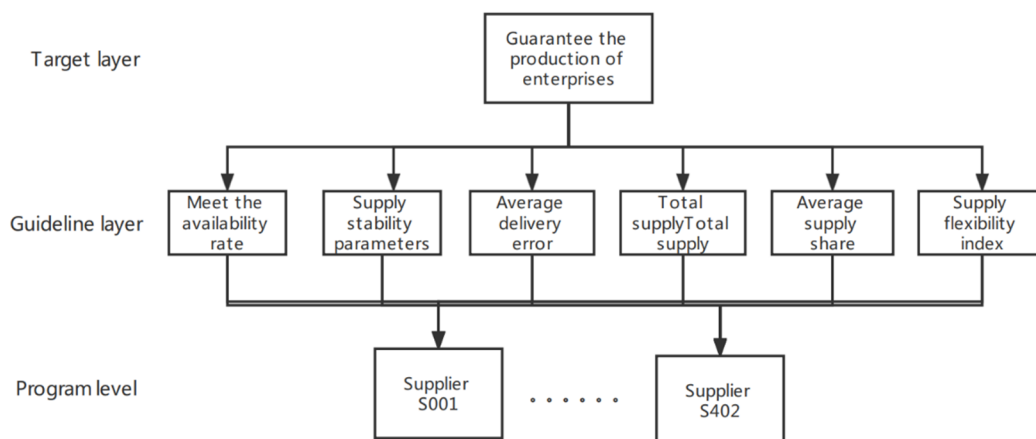 Target layer
Guarantee the
production of
enterprises
Guideline layer
Meet the
availability
rate
Supply
stability
parameters
Average
delivery
error
Total
supplyTotal
supply
Average
supply
share
Supply
flexibility
index
Program level
Supplier
S001
Supplier
S402